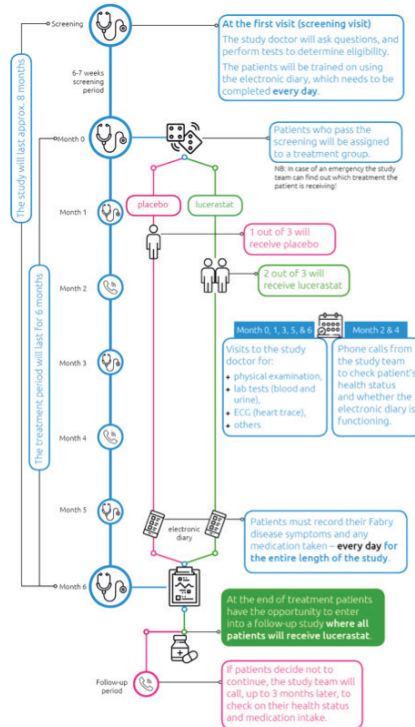 Screening
At the first visit (screening visit)
The study doctor will ask questions, and
perform tests to determine eligibility.
The patients will be trained on using
the electronic diary, which needs to be
completed every day.
6-7 weeks
screening
period
The study will last approx. 8 months
Month 0
Patients who pass the
screening will be assigned
to a treatment group.
NB: In case of an emergency the study
team can find out which treatment the
patient is receiving!
placebo
lucerastat
Month 1
1 out of 3 will
receive placebo
2 out of 3 will
receive lucerastat
Month 2
The treatment period will last for 6 months
Month 0, 1, 3, 5, & 6
Month 2 & 4
Visits to the study
doctor for:
+ physical examination,
+ lab tests (blood and
urine),
+ ECG (heart trace),
+ others
Phone calls from
the study team
to check patient's
health status
and whether the
electronic diary is
functioning.
Month 3
Month 4
Month 5
electronic
diary
Patients must record their Fabry
disease symptoms and any
medication taken – every day for
the entire length of the study.
Month 6
At the end of treatment patients
have the opportunity to enter
into a follow-up study where all
patients will receive lucerastat.
Follow-up
period
If patients decide not to
continue, the study team will
call, up to 3 months later, to
check on their health status
and medication intake.